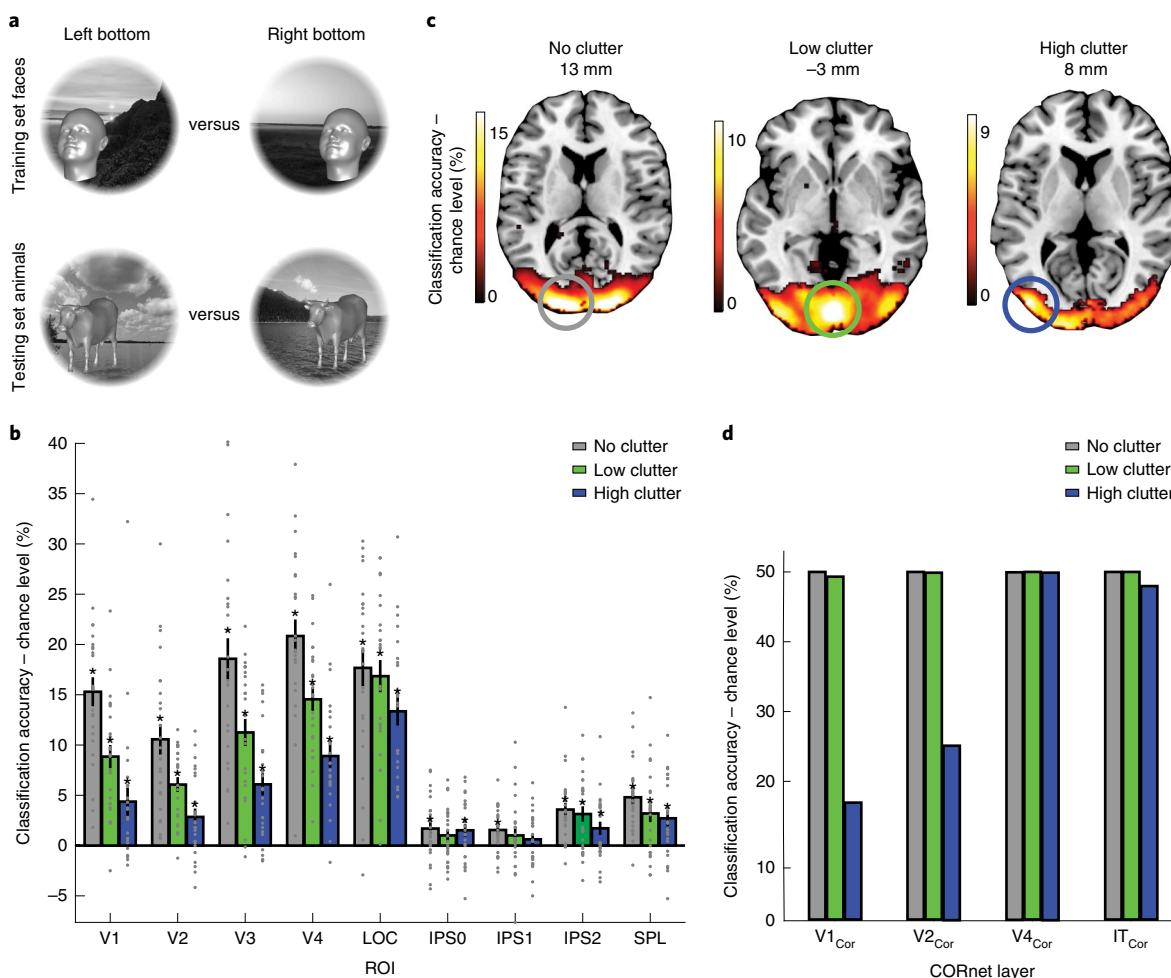 a
Left bottom
Right bottom
Training set faces
versus
Testing set animals
versus
c
No clutter
13 mm
Low clutter
–3 mm
High clutter
8 mm
Classification accuracy –
chance level (%)
15
0
10
0
9
0
b
No clutter
Low clutter
High clutter
Classification accuracy – chance level (%)
40
35
30
25
20
15
10
5
0
–5
V1
V2
V3
V4
LOC
IPS0
IPS1
IPS2
SPL
ROI
d
No clutter
Low clutter
High clutter
Classification accuracy – chance level (%)
50
50
30
20
10
0
V1Cor
V2Cor
V4Cor
ITCor
CORnet layer